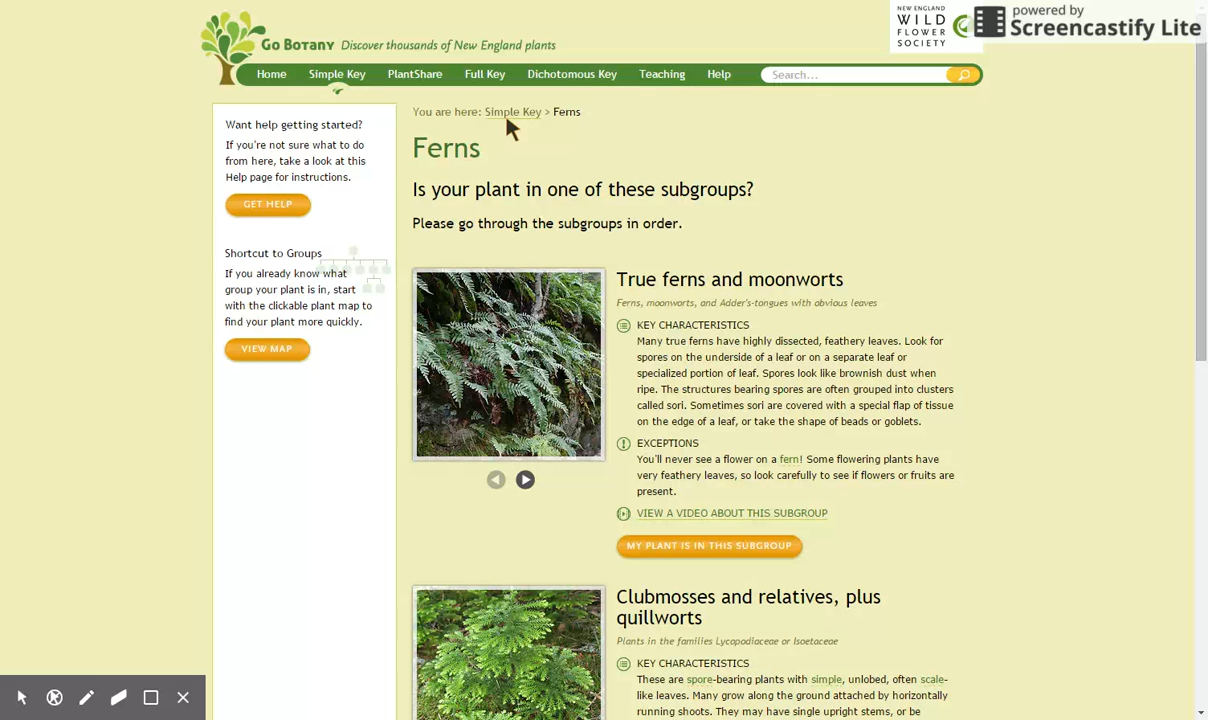 powered by
Screencastify Lite
NEW ENGLAND
WILD
FLOWER
SOCIETY
Go Botany Discover thousands of New England plants
Home Simple Key PlantShare Full Key Dichotomous Key Teaching Help Search...
You are here: Simple Key > Ferns
Want help getting started?
If you're not sure what to do
from here, take a look at this
Help page for instructions.
GET HELP
Shortcut to Groups
If you already know what
group your plant is in, start
with the clickable plant map to
find your plant more quickly.
VIEW MAP
Ferns
Is your plant in one of these subgroups?
Please go through the subgroups in order.
True ferns and moonworts
Ferns, moonworts, and Adder's-tongues with obvious leaves
KEY CHARACTERISTICS
Many true ferns have highly dissected, feathery leaves. Look for
spores on the underside of a leaf or on a separate leaf or
specialized portion of leaf. Spores look like brownish dust when
ripe. The structures bearing spores are often grouped into clusters
called sori. Sometimes sori are covered with a special flap of tissue
on the edge of a leaf, or take the shape of beads or goblets.
EXCEPTIONS
You'll never see a flower on a fern! Some flowering plants have
very feathery leaves, so look carefully to see if flowers or fruits are
present.
VIEW A VIDEO ABOUT THIS SUBGROUP
MY PLANT IS IN THIS SUBGROUP
Clubmosses and relatives, plus
quillworts
Plants in the families Lycopodiaceae or Isoetaceae
KEY CHARACTERISTICS
These are spore-bearing plants with simple, unlobed, often scale-
like leaves. Many grow along the ground attached by horizontally
running shoots. They may have single upright stems, or be